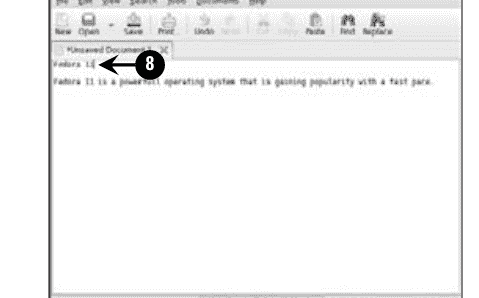 File Edit View Search Tools Documents Help
New Open Save Print... Undo Redo Cut Copy Paste Find Replace
*Unsaved Document 1
Fedora 11
8
Fedora 11 is a powerfull operating system that is gaining popularity with a fast pace.